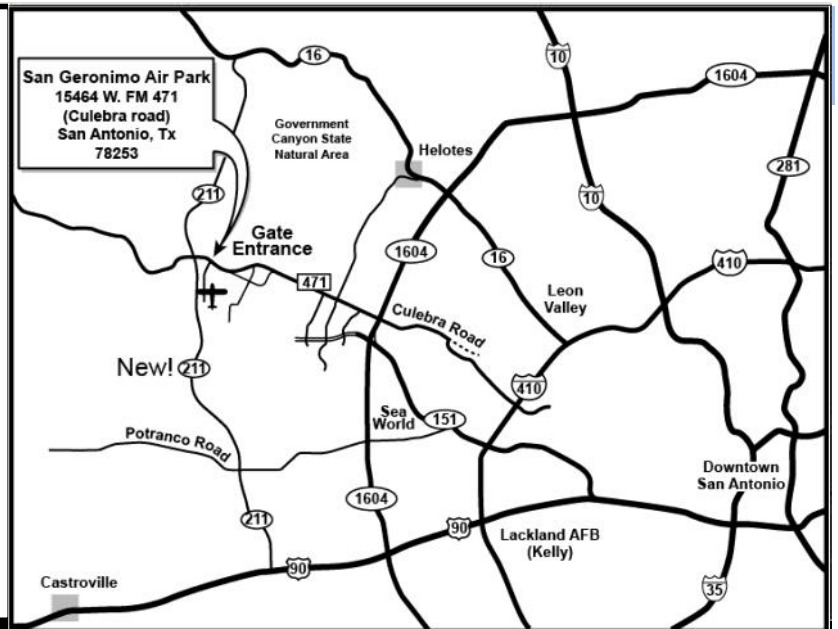 San Geronimo Air Park
15464 W. FM 471
(Culebra road)
San Antonio, Tx
78253
16
10
1604
Government
Canyon State
Natural Area
Helotes
281
211
10
Gate
Entrance
1604
16
410
471
Leon
Valley
Culebra Road
New!
211
410
Sea
World
151
Potranco Road
Downtown
San Antonio
1604
211
90
Lackland AFB
(Kelly)
90
Castroville
35